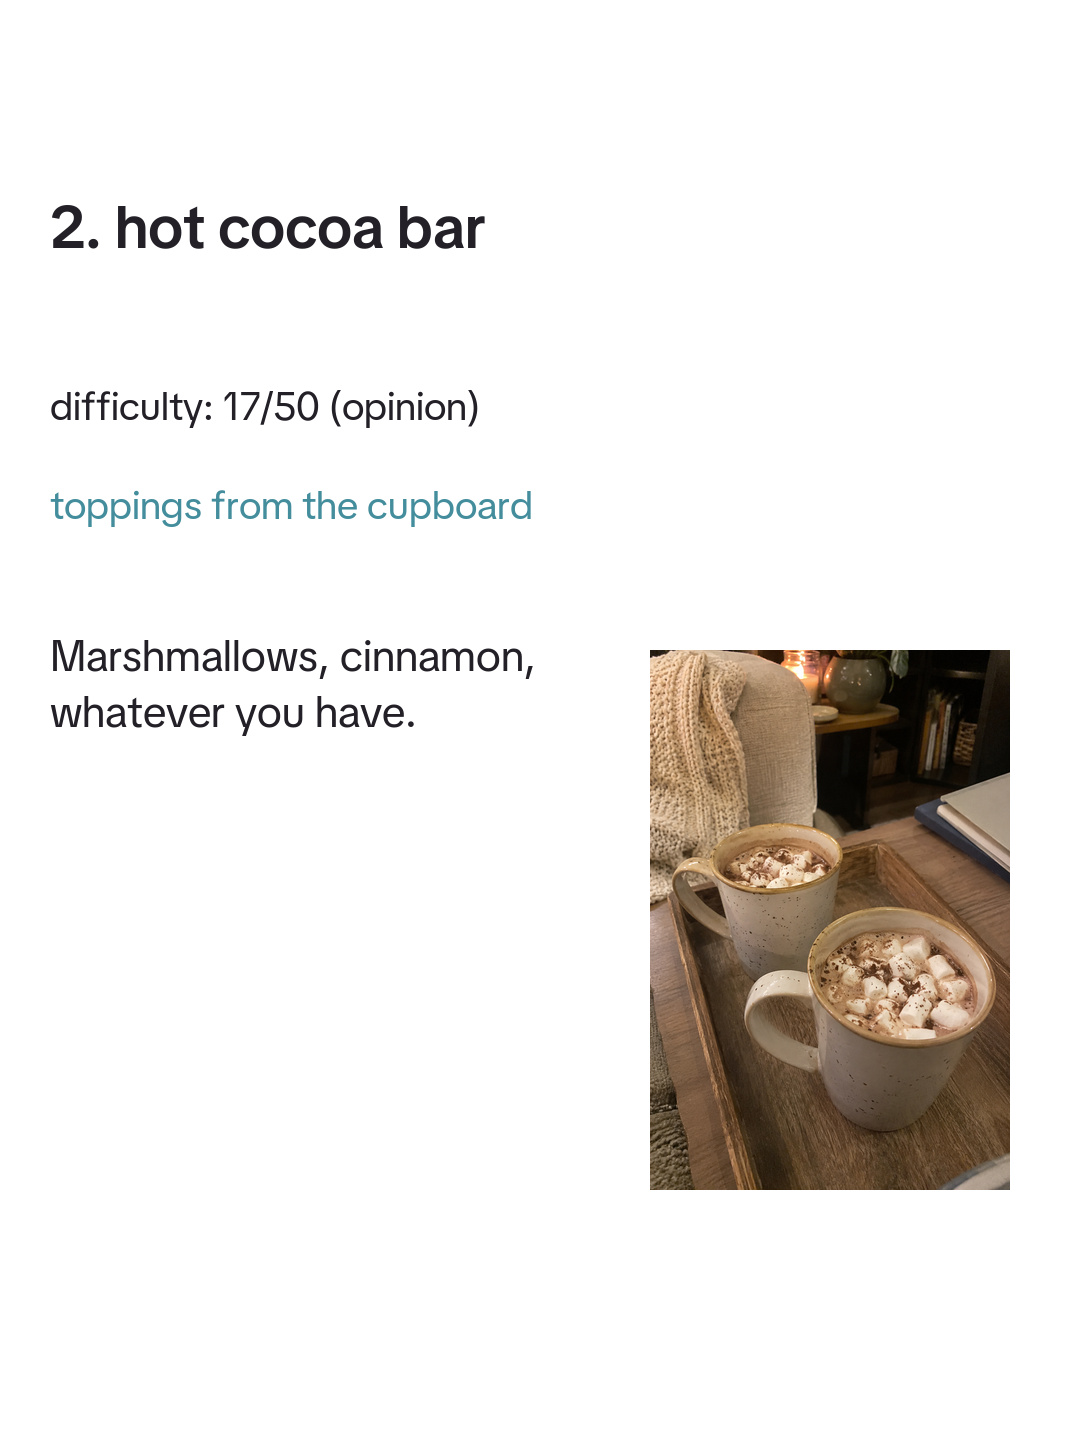 2. hot cocoa bar
difficulty: 17/50 (opinion)
toppings from the cupboard
Marshmallows, cinnamon,
whatever you have.